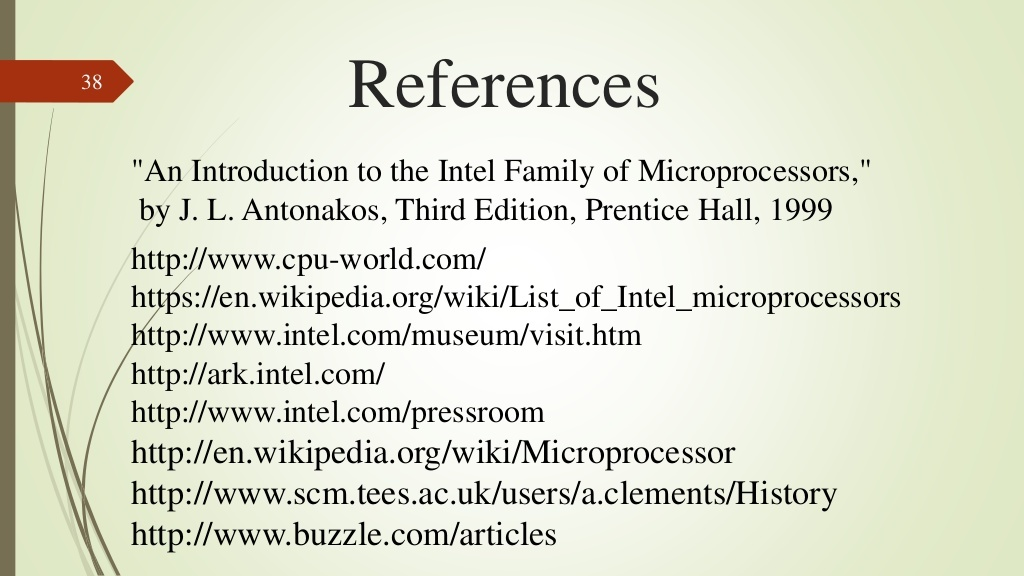 38
References
"An Introduction to the Intel Family of Microprocessors,"
by J. L. Antonakos, Third Edition, Prentice Hall, 1999
http://www.cpu-world.com/
https://en.wikipedia.org/wiki/List_of_Intel_microprocessors
http://www.intel.com/museum/visit.htm
http://ark.intel.com/
http://www.intel.com/pressroom
http://en.wikipedia.org/wiki/Microprocessor
http://www.scm.tees.ac.uk/users/a.clements/History
http://www.buzzle.com/articles